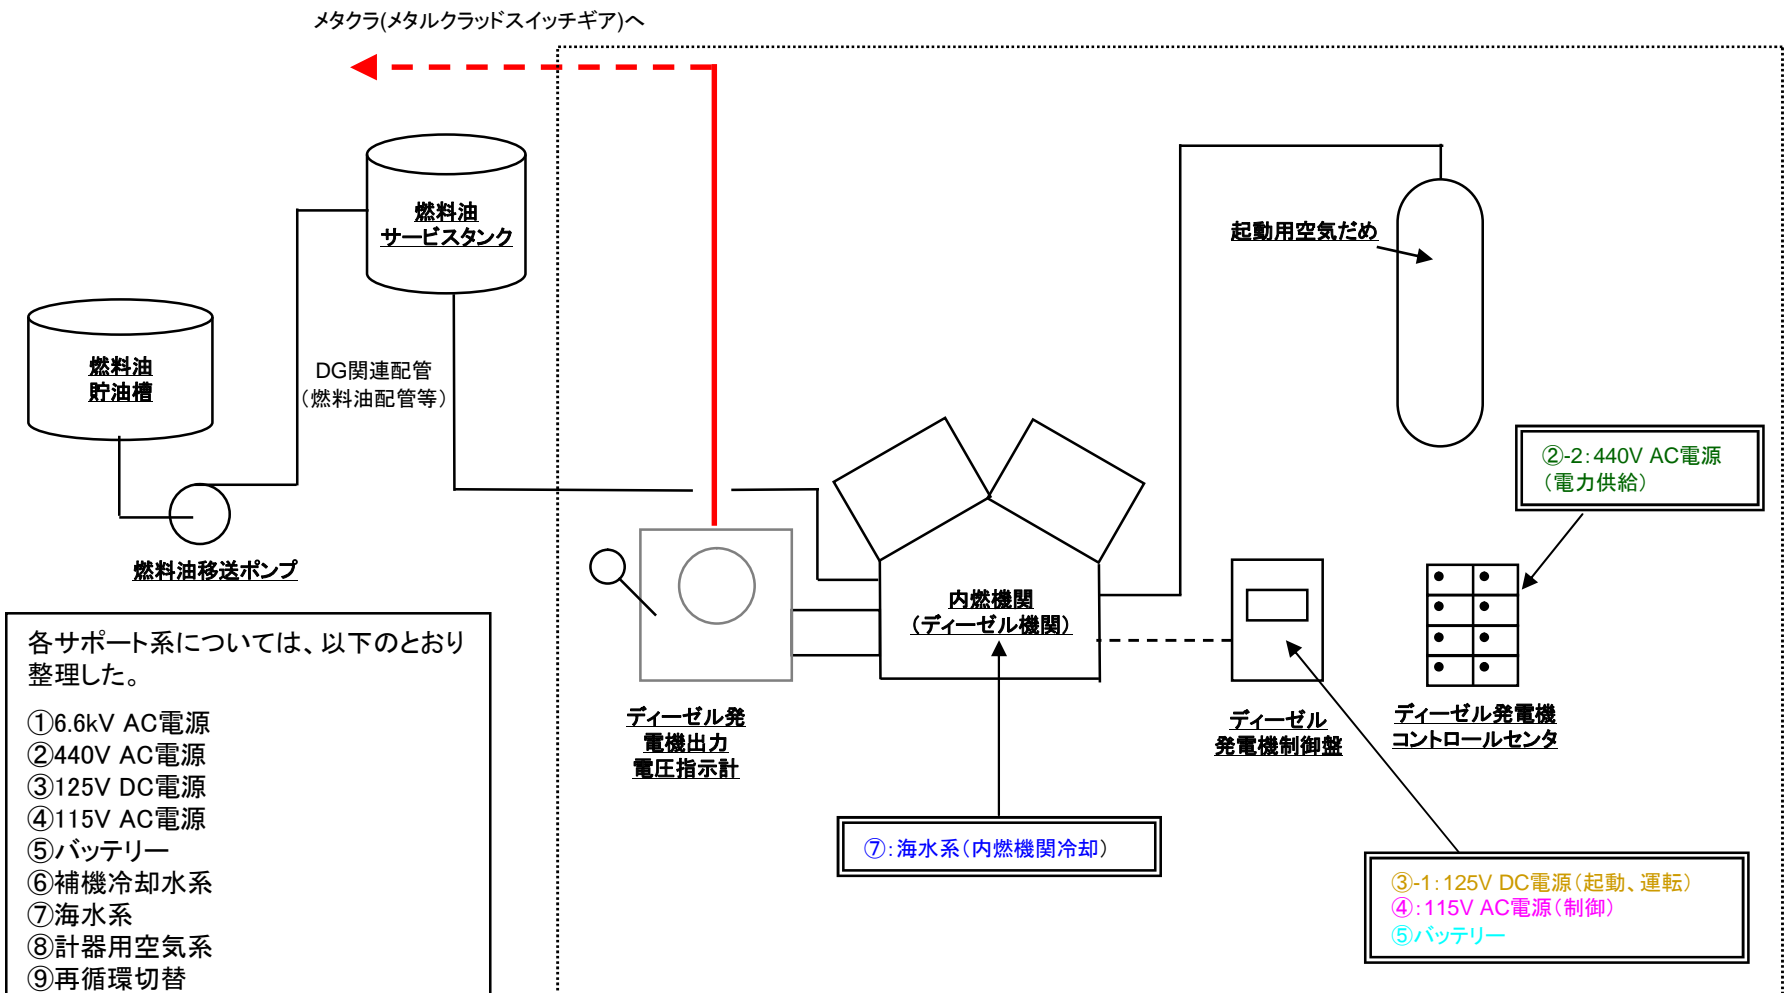 メタクラ(メタルクラッドスイッチギア)へ
燃料油
サービスタンク
起動用空気だめ
燃料油
貯油槽
DG関連配管
（燃料油配管等）
②-2：440V AC電源
（電力供給）
燃料油移送ポンプ
内燃機関
（ディーゼル機関）
ディーゼル発
電機出力
電圧指示計
ディーゼル
発電機制御盤
ディーゼル発電機
コントロールセンタ
⑦：海水系（内燃機関冷却）
③-1：125V DC電源（起動、運転）
④：115V AC電源（制御）
⑤バッテリー
各サポート系については、以下のとおり
整理した。
①6.6kV AC電源
②440V AC電源
③125V DC電源
④115V AC電源
⑤バッテリー
⑥補機冷却水系
⑦海水系
⑧計器用空気系
⑨再循環切替